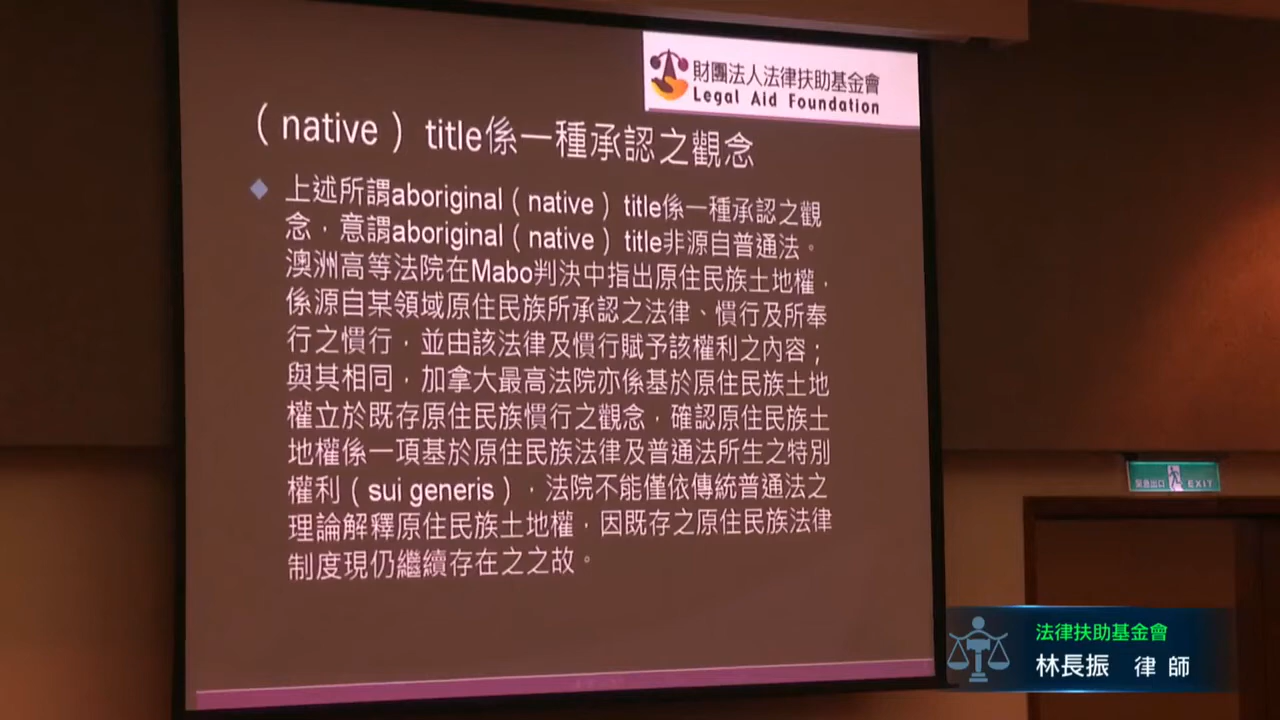 財團法人法律扶助基金會
Legal Aid Foundation
（native）title係一種承認之觀念
上述所謂aboriginal（native）title係一種承認之觀
念，意謂aboriginal（native）title非源自普通法。
澳洲高等法院在Mabo判決中指出原住民族土地權，
係源自某領域原住民族所承認之法律、慣行及所奉
行之慣行，並由該法律及慣行賦予該權利之內容；
與其相同，加拿大最高法院亦係基於原住民族土地
權立於既存原住民族慣行之觀念，確認原住民族土
地權係一項基於原住民族法律及普通法所生之特別
權利（sui generis），法院不能僅依傳統普通法之
理論解釋原住民族土地權，因既存之原住民族法律
制度現仍繼續存在之之故。
緊急出口 EXIT
法律扶助基金會
林長振 律師